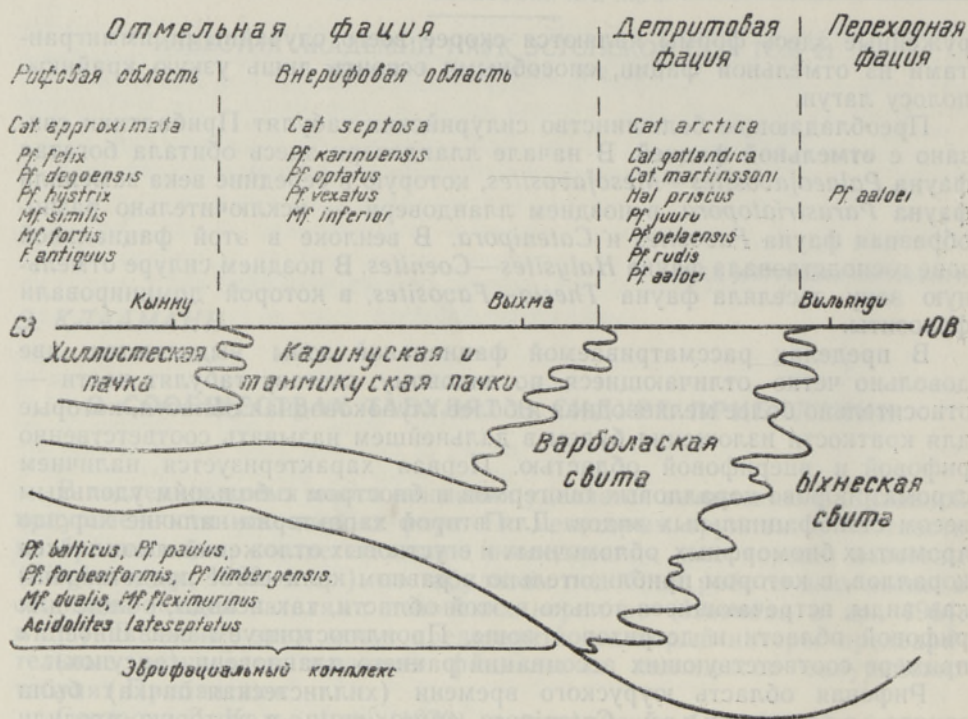 Отмельная фация
Детритовая фация
Переходная фация
Рифовая область
Внерифовая область
Cat. approximata
Pf. felix
Pf. dagoensis
Pf. hystrix
Mf. similis
Mf. fortis
F. antiquus
Cat. septosa
Pf. karinuensis
Pf. optatus
Pf. vexatus
Mf. inferior
Cat. arctica
Cat. gotlandica
Cat. martinssoni
Hal. priscus
Pf. juuru
Pf. oelaensis
Pf. rudis
Pf. aaloei
Pf. aaloei
Кынну
Выхма
Вильянди
СЗ
ЮВ
Хиллистеская
пачка
Каринуская и
таммикуская пачки
Варболаская
свита
ыхнеская
свита
Pf. balticus, Pf. paulus,
Pf. forbesiformis, Pf. limbergensis.
Mf. dualis, Mf. fleximurinus
Acidolites lateseptatus
Эврифациальный комплекс